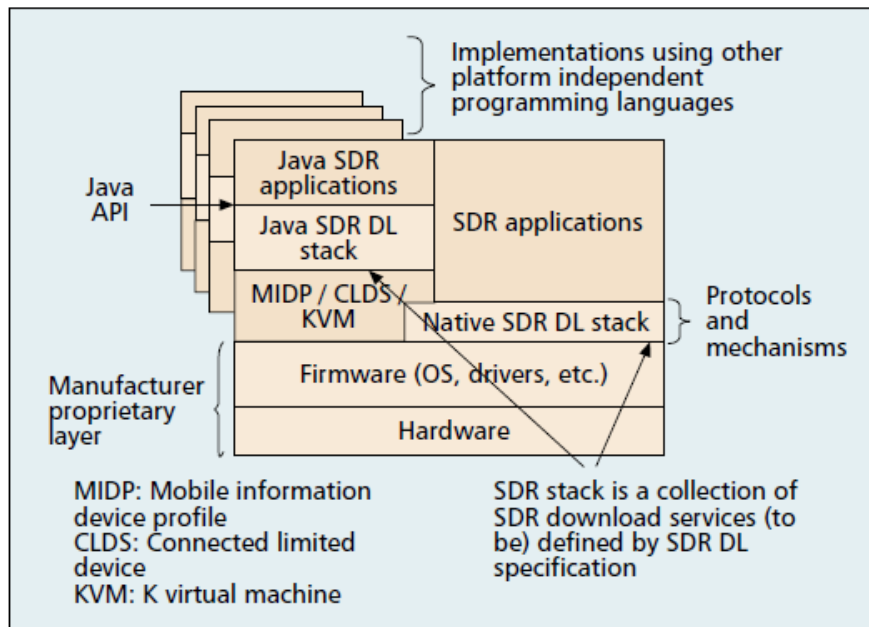 Implementations using other
platform independent
programming languages
Java
API
Java SDR
applications
Java SDR DL
stack
SDR applications
MIDP / CLDS /
KVM
Native SDR DL stack
Protocols
and
mechanisms
Manufacturer
proprietary
layer
Firmware (OS, drivers, etc.)
Hardware
MIDP: Mobile information
device profile
CLDS: Connected limited
device
KVM: K virtual machine
SDR stack is a collection of
SDR download services (to
be) defined by SDR DL
specification